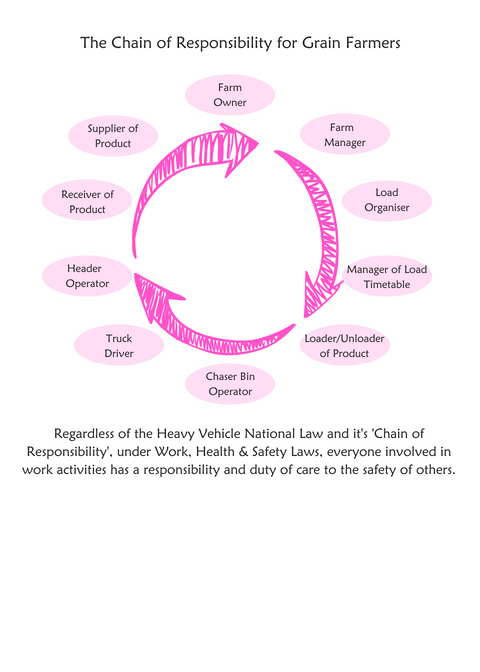 The Chain of Responsibility for Grain Farmers
Farm
Owner
Farm
Manager
Load
Organiser
Manager of Load
Timetable
Loader/Unloader
of Product
Chaser Bin
Operator
Truck
Driver
Header
Operator
Receiver of
Product
Supplier of
Product
Regardless of the Heavy Vehicle National Law and it's 'Chain of
Responsibility', under Work, Health & Safety Laws, everyone involved in
work activities has a responsibility and duty of care to the safety of others.